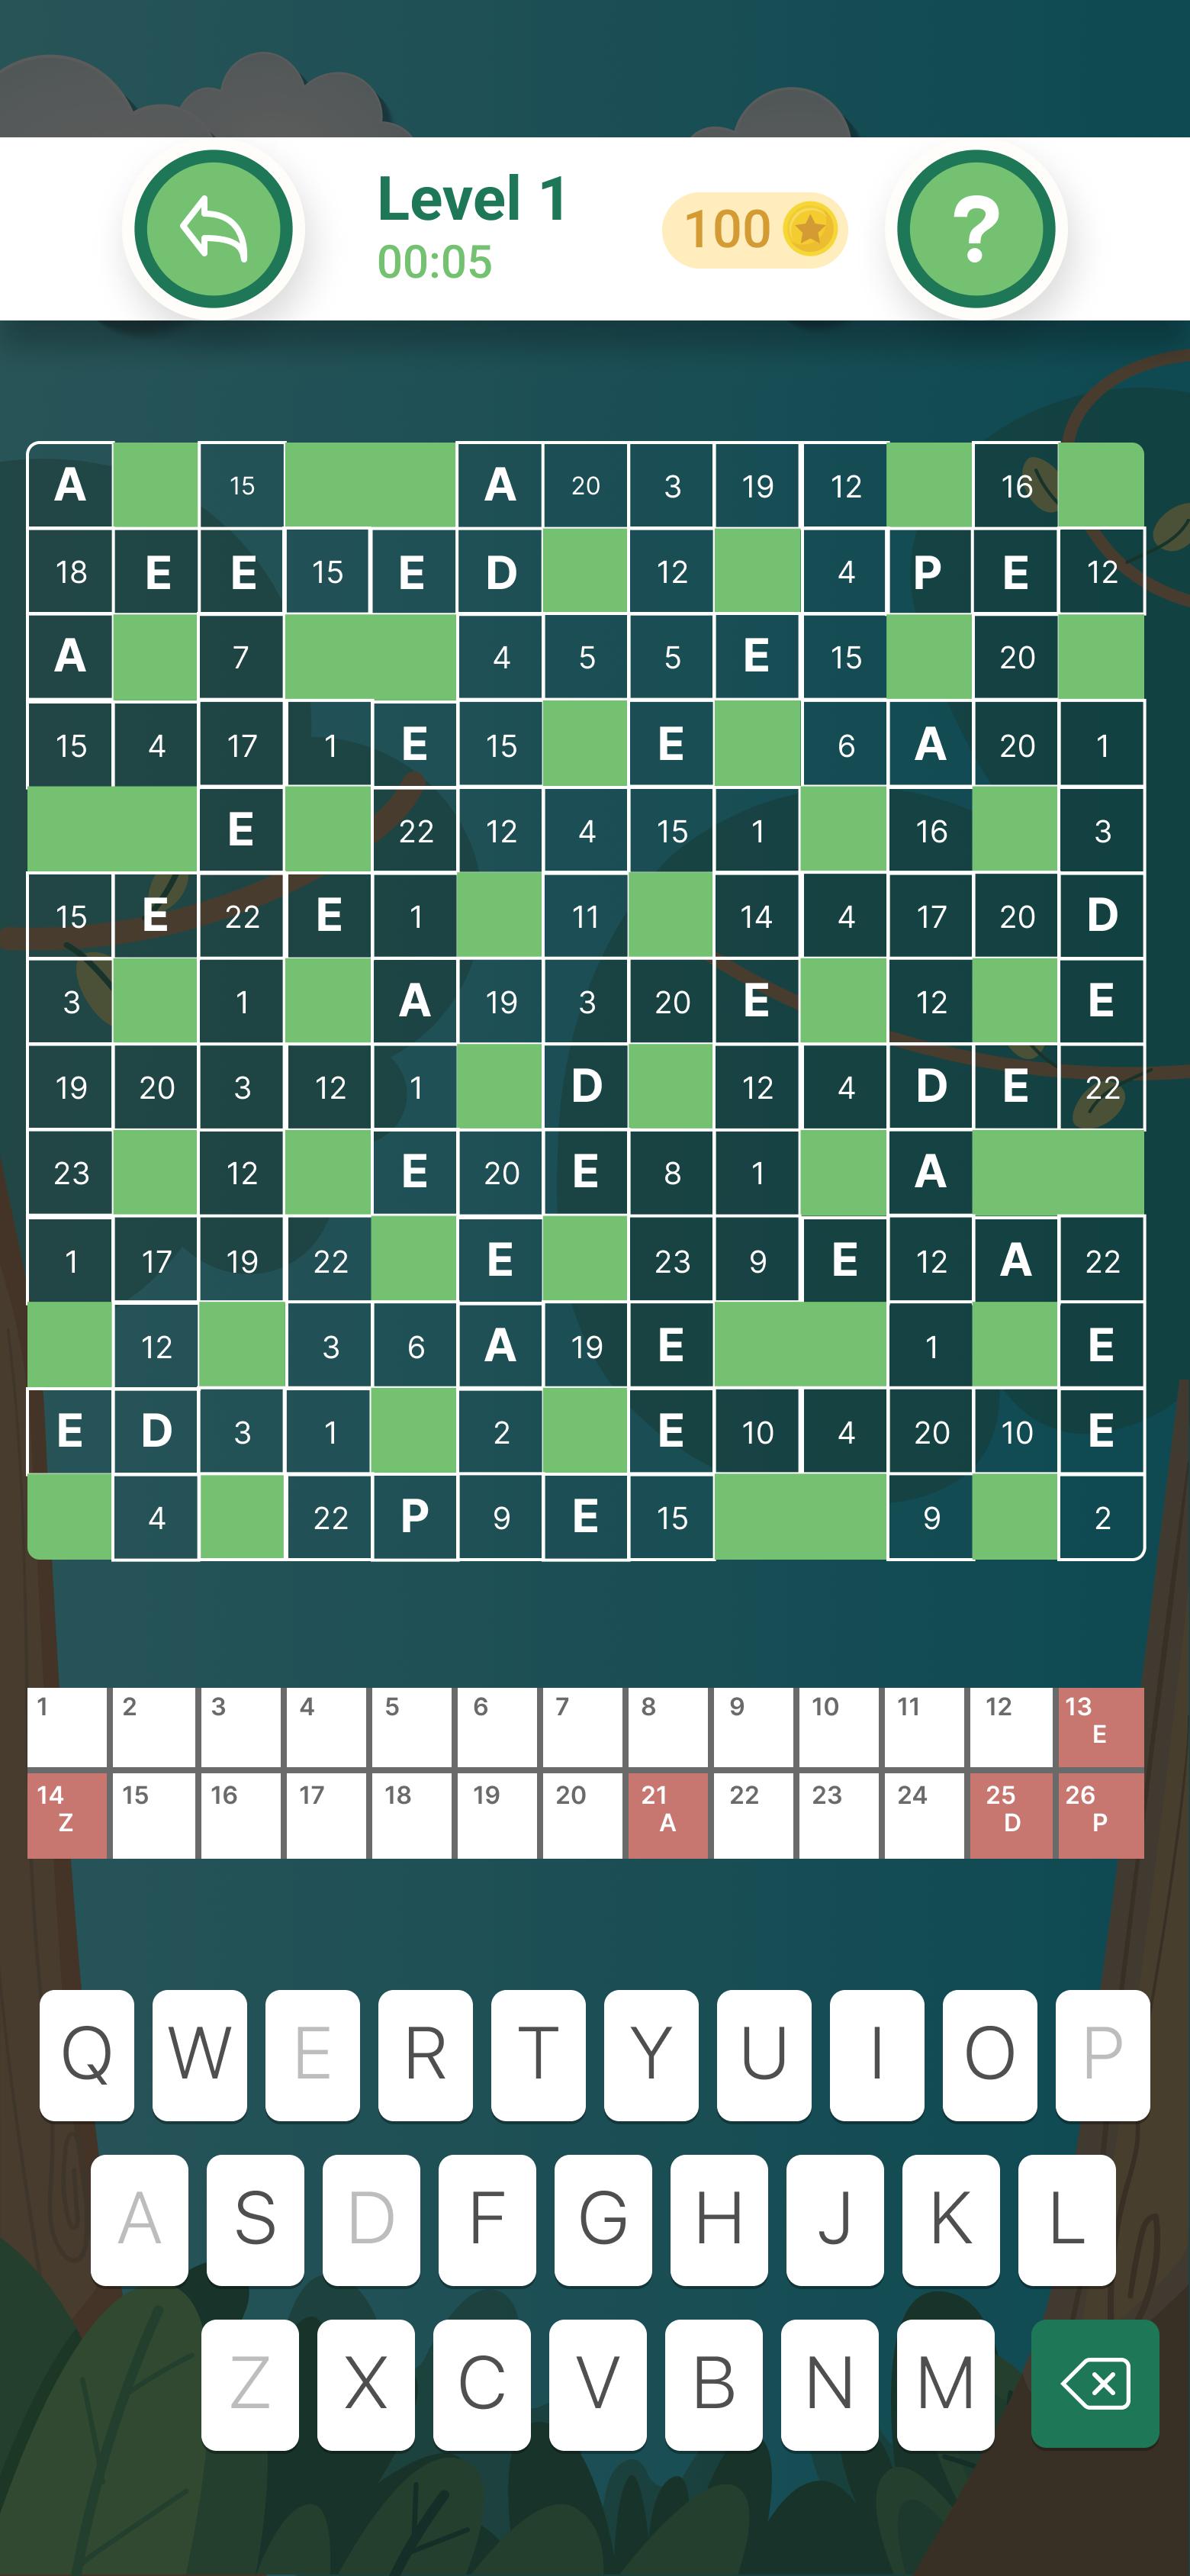 Level 1
00:05
100
?
A 15 A 20 3 19 12 16
18 E E 15 E D 12 4 P E 12
A 7 4 5 5 E 15 20
15 4 17 1 E 15 E 6 A 20 1
E 22 12 4 15 1 16 3
15 E 22 E 1 11 14 4 17 20 D
3 1 A 19 3 20 E 12 E
19 20 3 12 1 D 12 4 D E 22
23 12 E 20 E 8 1 A
1 17 19 22 E 23 9 E 12 A 22
12 3 6 A 19 E 1 E
E D 3 1 2 E 10 4 20 10 E
4 22 P 9 E 15 9 2
1 2 3 4 5 6 7 8 9 10 11 12 13
E
14 15 16 17 18 19 20 21 22 23 24 25 26
Z A D P
Q W E R T Y U I O P
A S D F G H J K L
Z X C V B N M